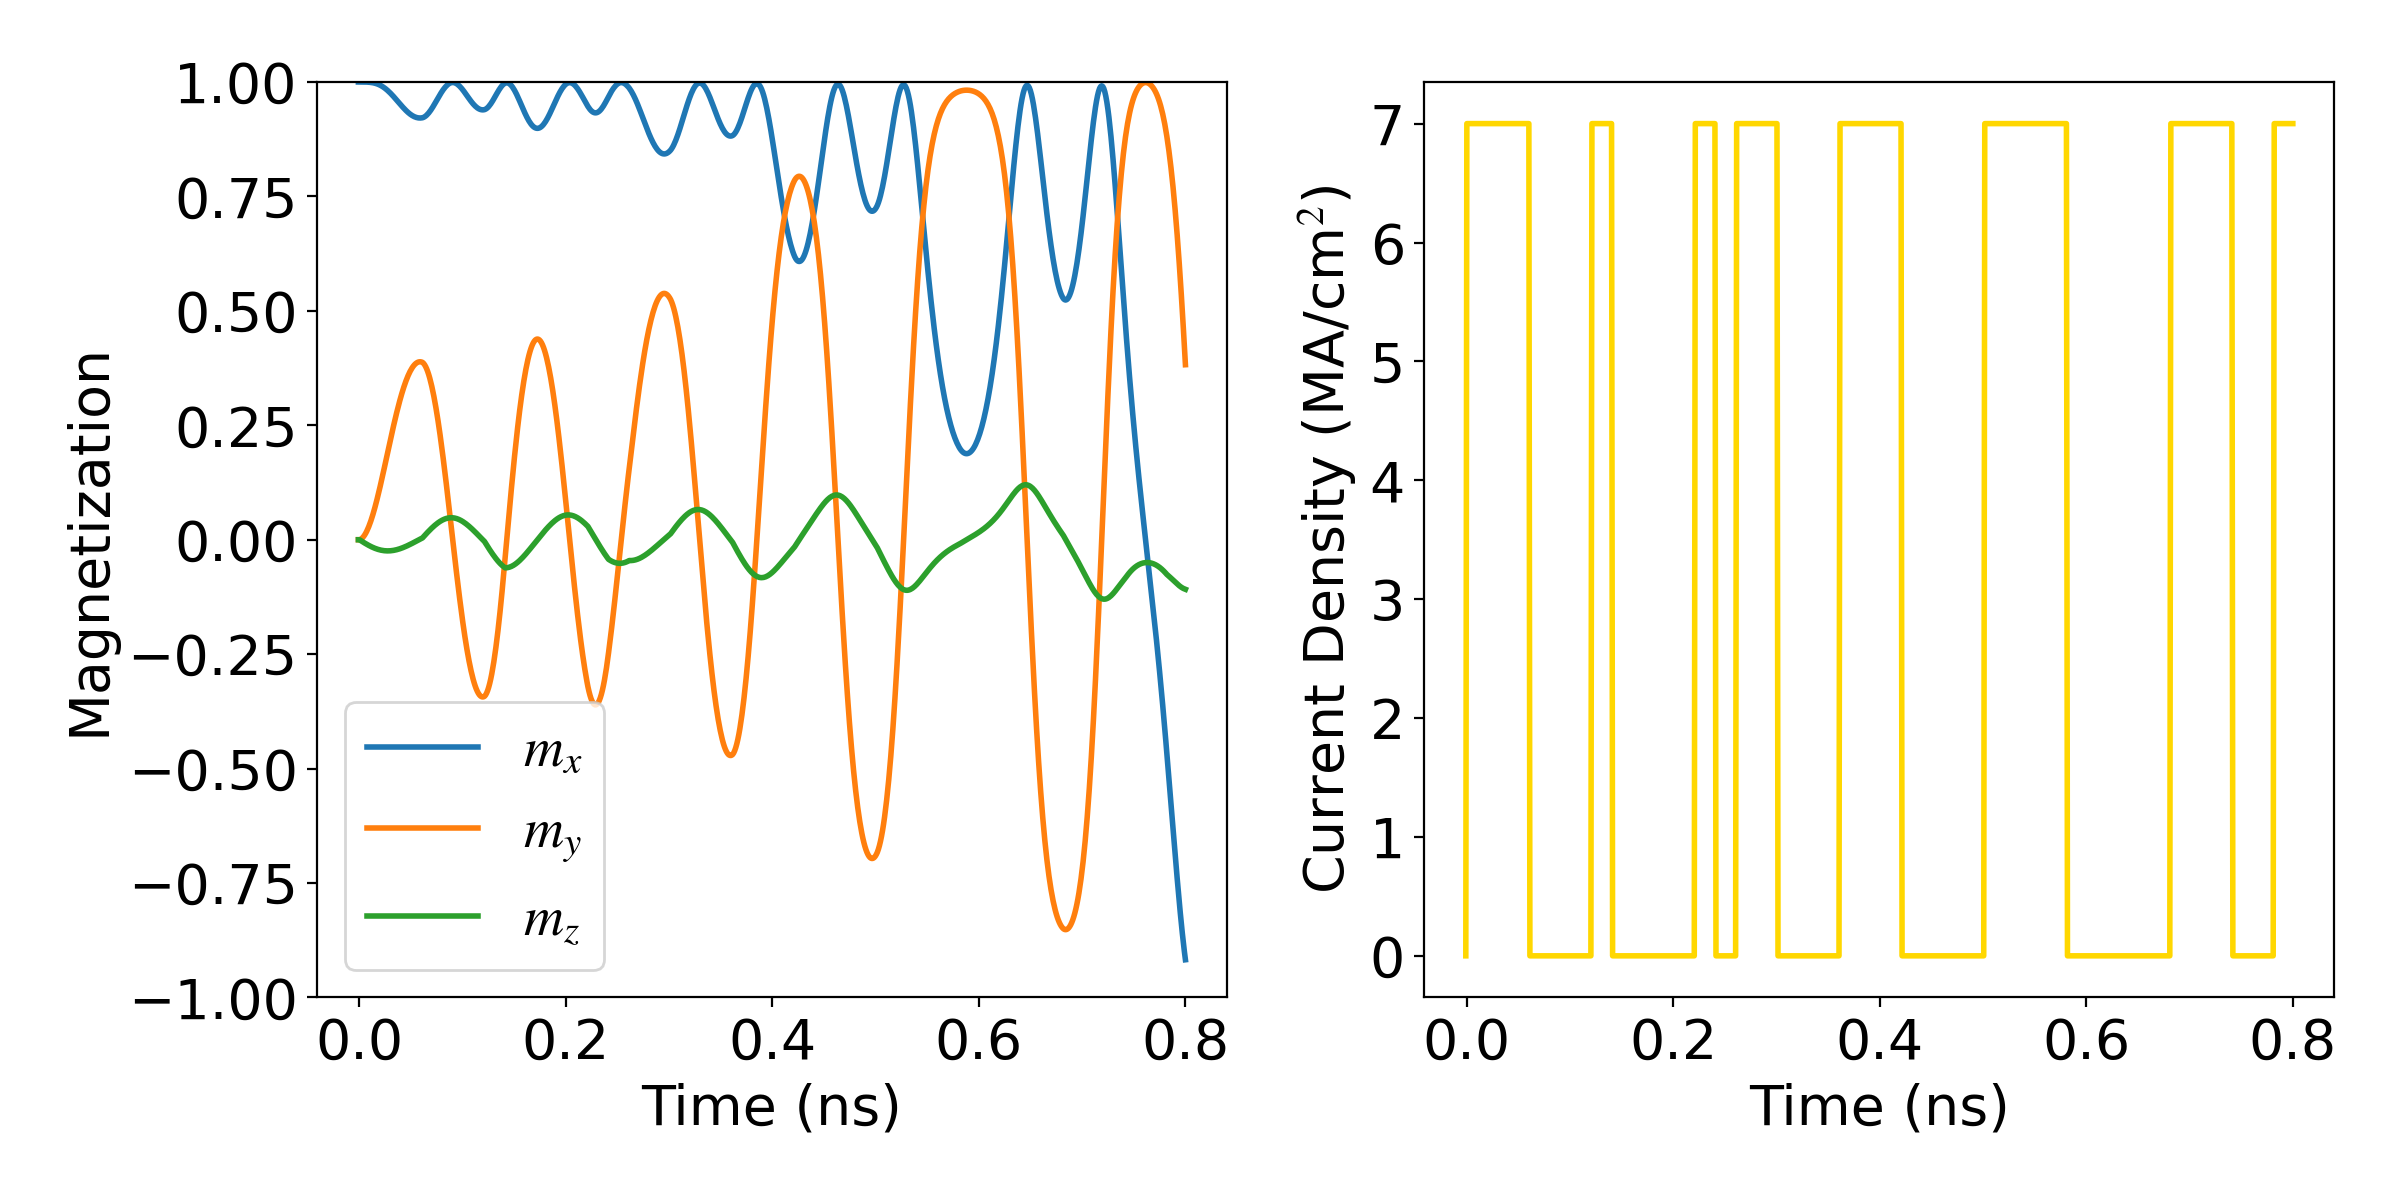 Magnetization
1.00
0.75
0.50
0.25
0.00
−0.25
−0.50
−0.75
−1.00
m_x
m_y
m_z
0.0 0.2 0.4 0.6 0.8
Time (ns)
Current Density (MA/cm²)
7
6
5
4
3
2
1
0
0.0 0.2 0.4 0.6 0.8
Time (ns)